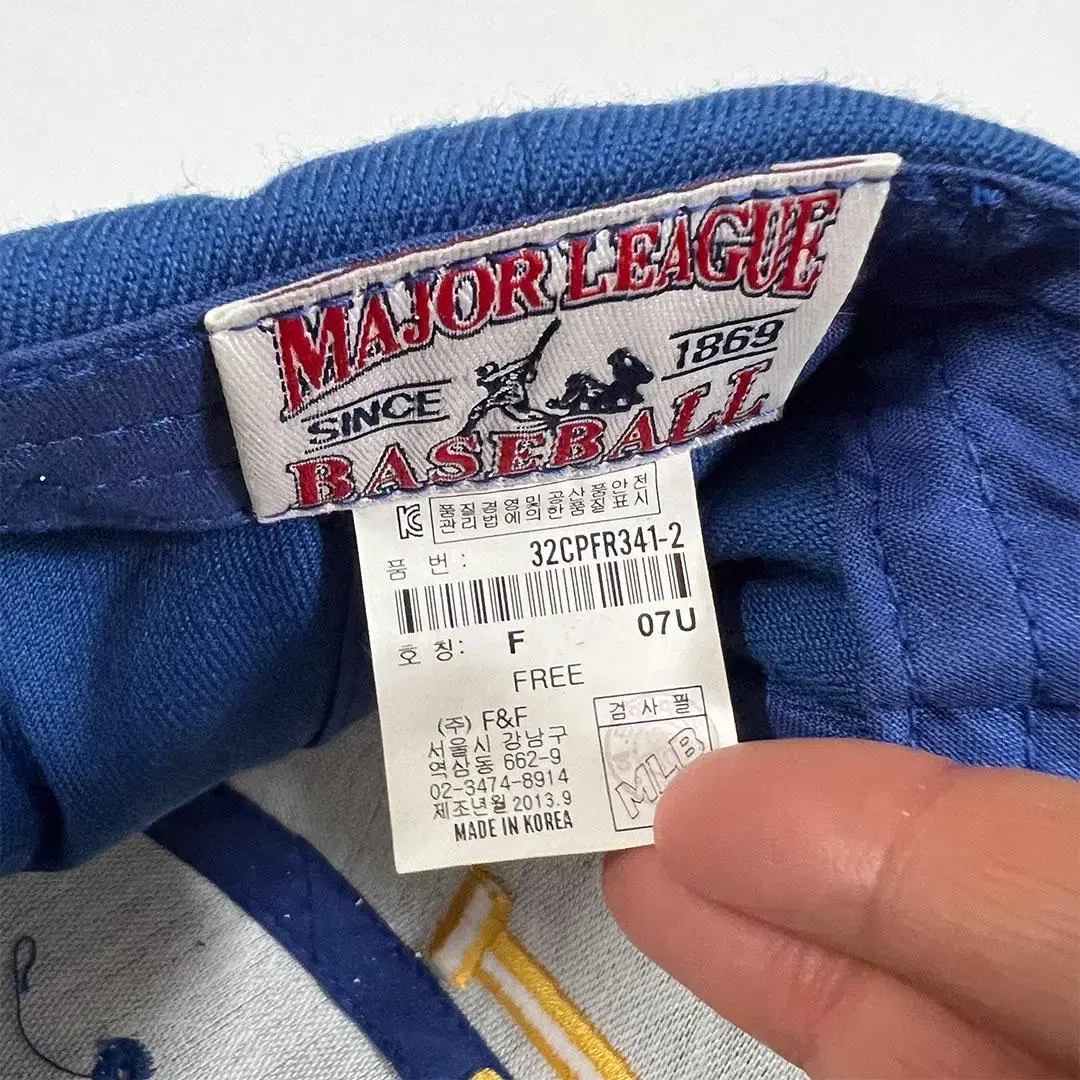 MAJOR LEAGUE
SINCE 1869
BASEBALL
품질경영및공산품안전
관리법에의한품질표시
품 번: 32CPFR341-2
호 칭: F 07U
FREE
(주) F&F
서울시 강남구
역삼동 662-9
02-3474-8914
제조년월 2013.9
MADE IN KOREA
검 사 필
MLB